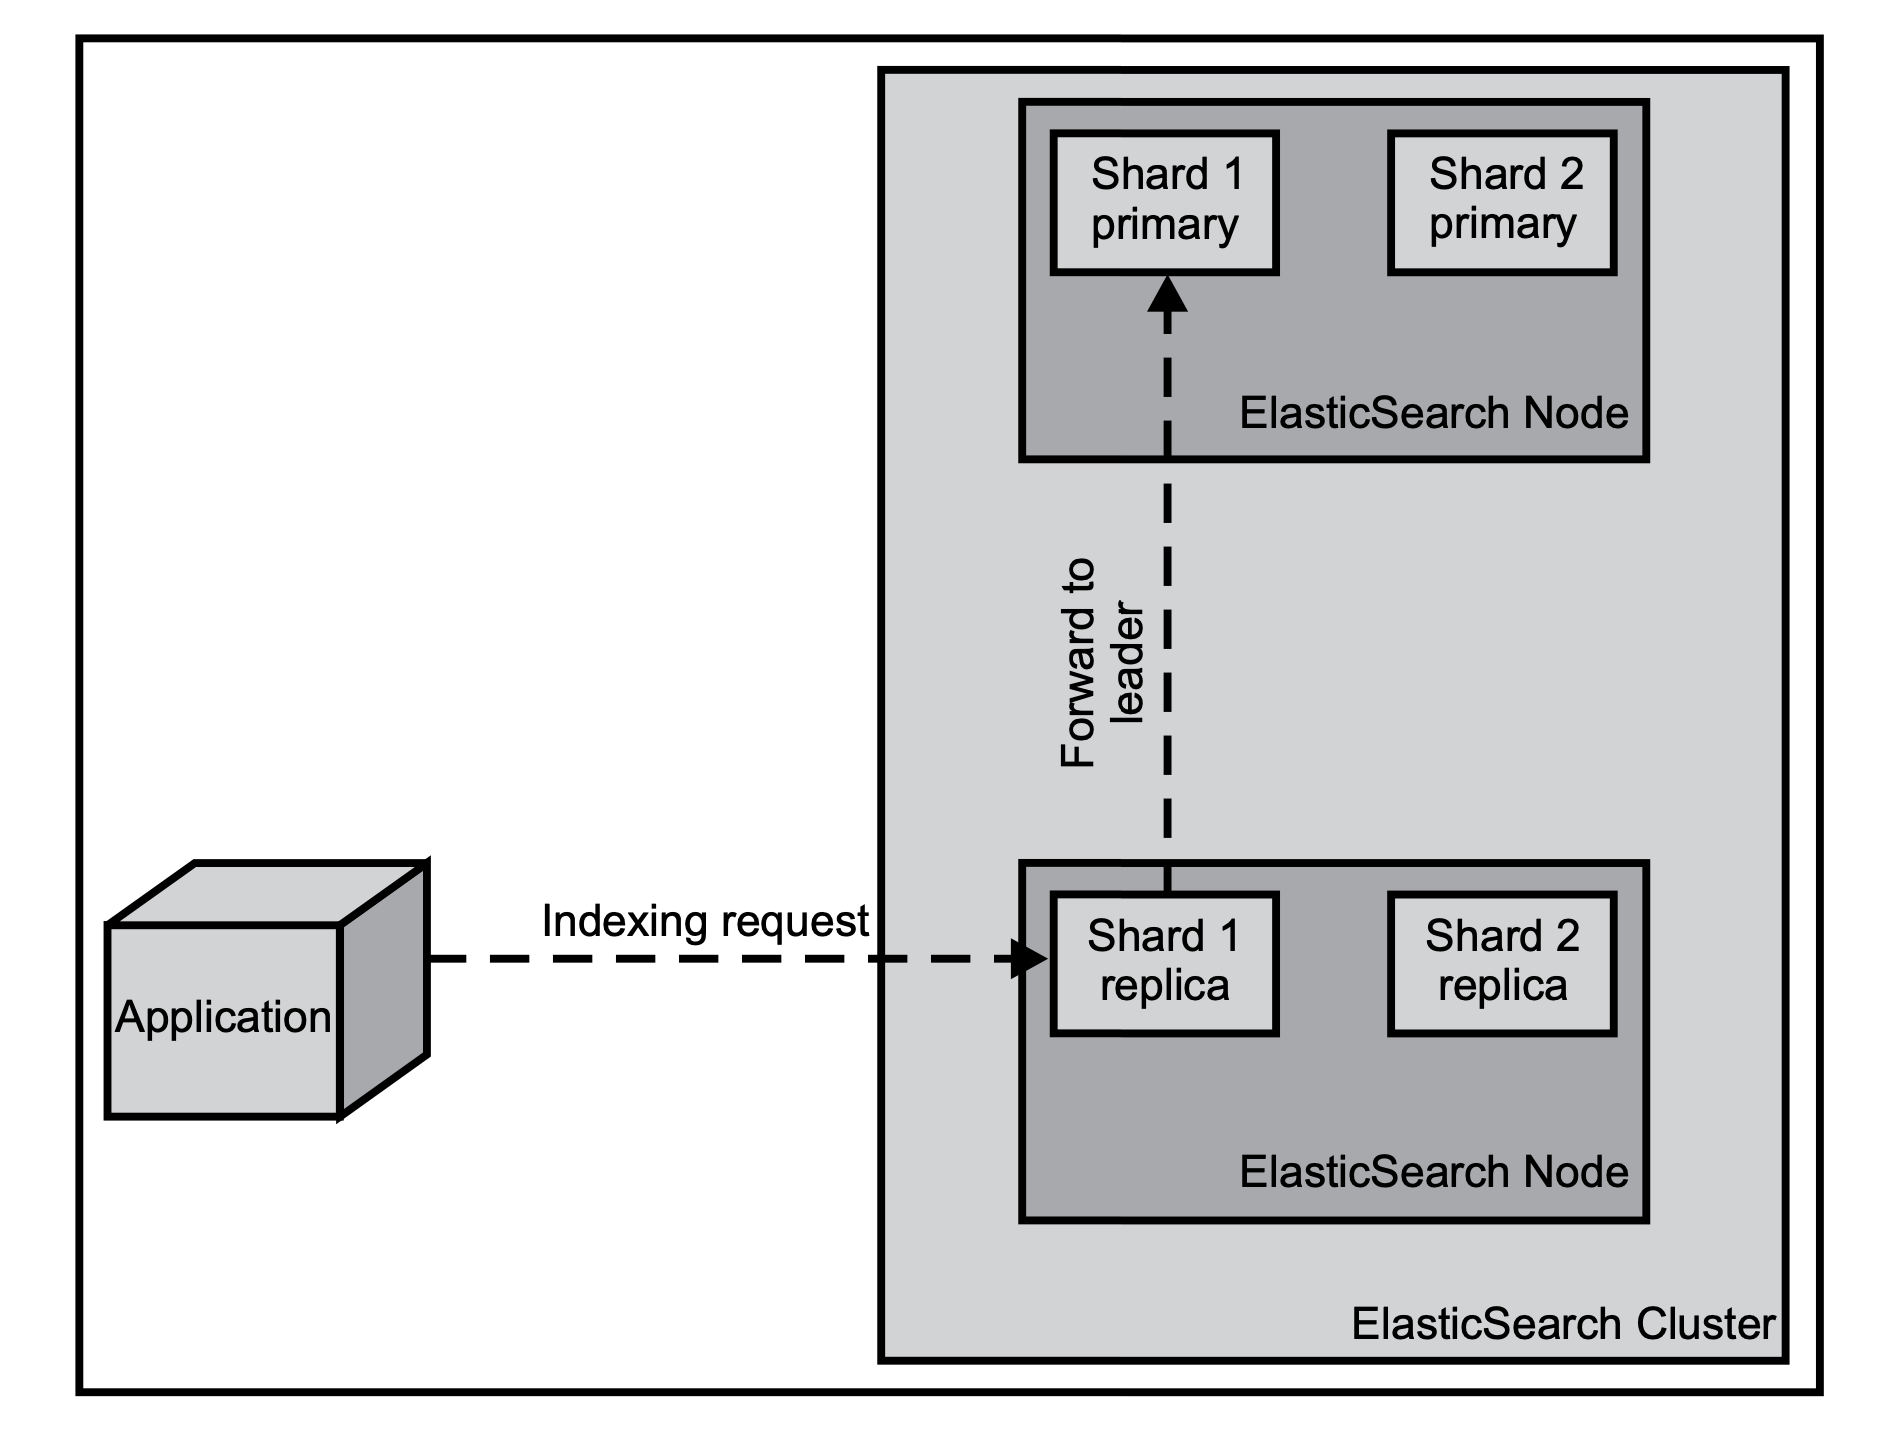 Shard 1
primary
Shard 2
primary
ElasticSearch Node
Forward to
leader
Indexing request
Application
Shard 1
replica
Shard 2
replica
ElasticSearch Node
ElasticSearch Cluster